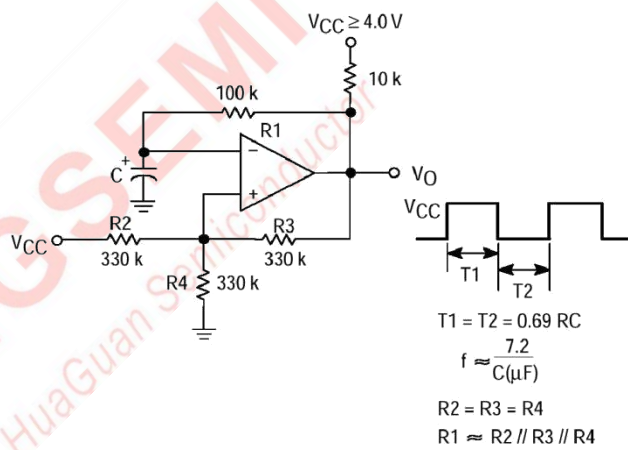 VCC ≥ 4.0 V
10 k
100 k
R1
−
+
C
+
VO
VCC
R2
330 k
R3
330 k
R4
330 k
VCC
T1
T2
T1 = T2 = 0.69 RC
f ≈ 7.2
C(μF)
R2 = R3 = R4
R1 ≈ R2 // R3 // R4
GSEMI
HuaGuan Semiconductor